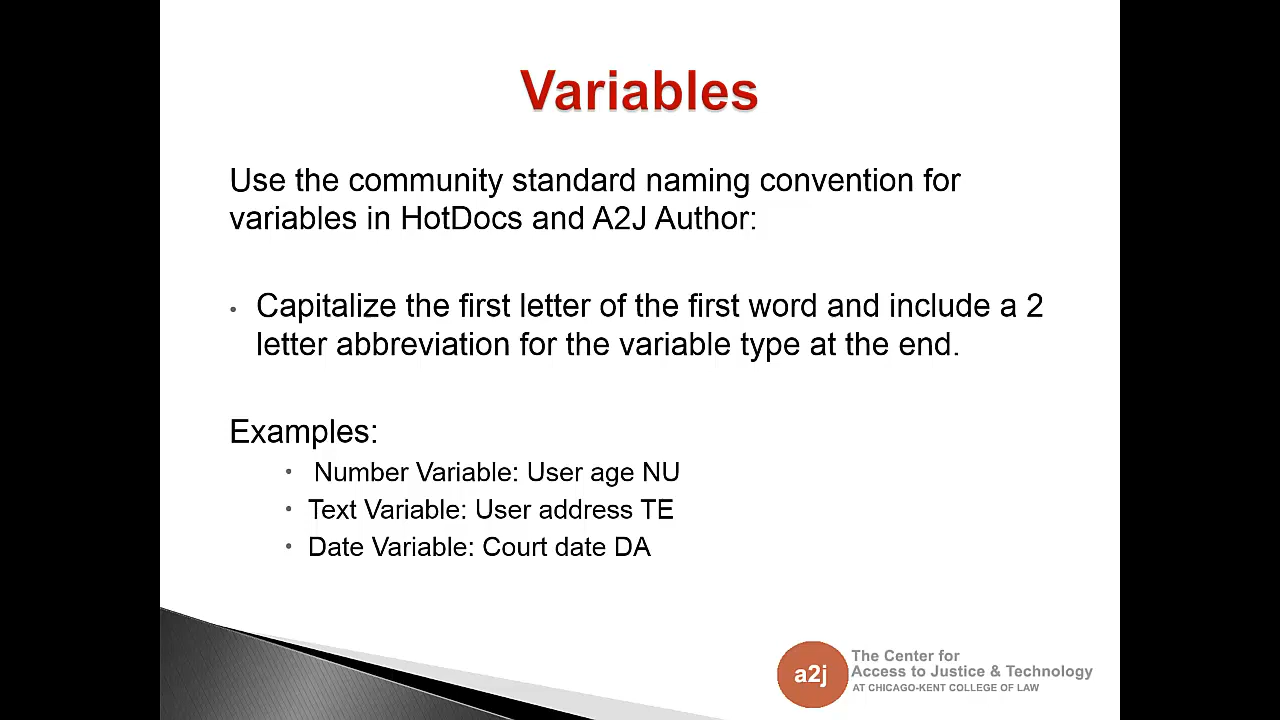 Variables
Use the community standard naming convention for
variables in HotDocs and A2J Author:
• Capitalize the first letter of the first word and include a 2
letter abbreviation for the variable type at the end.
Examples:
• Number Variable: User age NU
• Text Variable: User address TE
• Date Variable: Court date DA
a2j
The Center for
Access to Justice & Technology
AT CHICAGO-KENT COLLEGE OF LAW